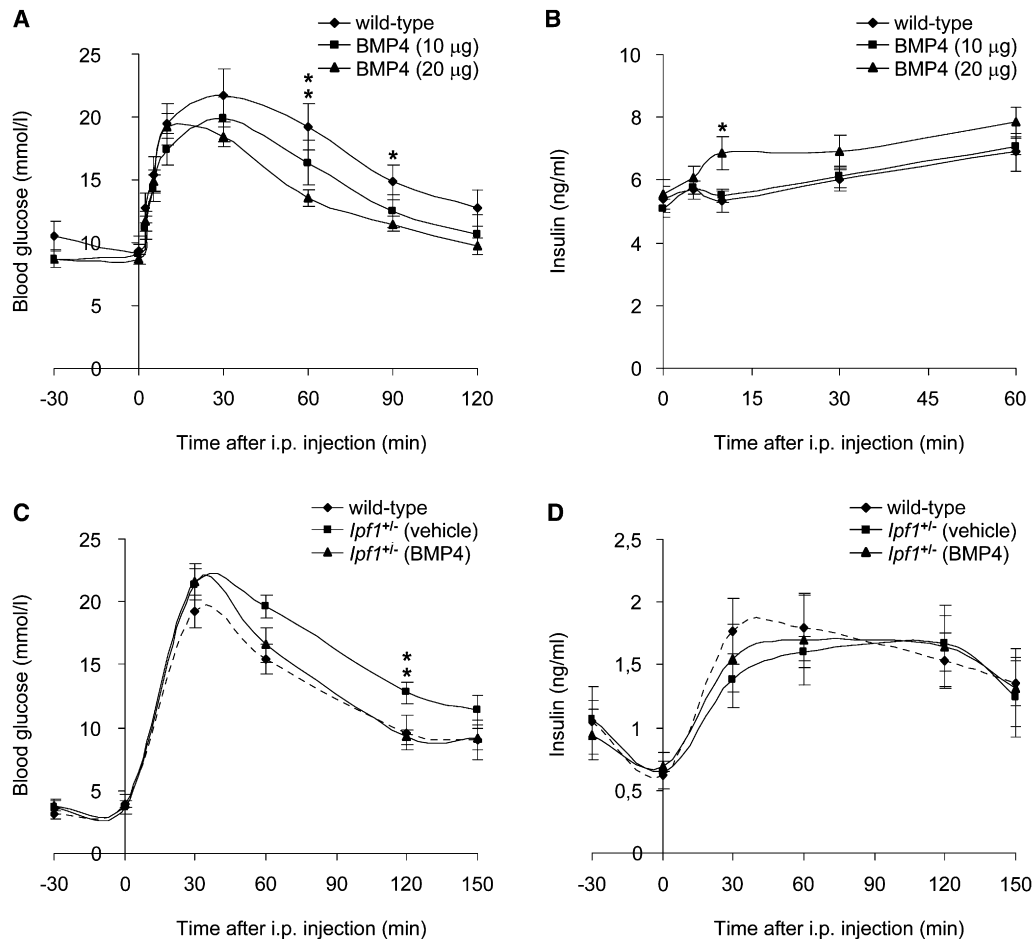 A
wild-type
BMP4 (10 µg)
BMP4 (20 µg)
25
20
15
10
5
0
-30 0 30 60 90 120
* *
*
Blood glucose (mmol/l)
Time after i.p. injection (min)
B
wild-type
BMP4 (10 µg)
BMP4 (20 µg)
10
8
6
4
2
0
0 15 30 45 60
*
Insulin (ng/ml)
Time after i.p. injection (min)
C
wild-type
Ipf1+/- (vehicle)
Ipf1+/- (BMP4)
25
20
15
10
5
0
-30 0 30 60 90 120 150
* *
Blood glucose (mmol/l)
Time after i.p. injection (min)
D
wild-type
Ipf1+/- (vehicle)
Ipf1+/- (BMP4)
2,5
2
1,5
1
0,5
0
-30 0 30 60 90 120 150
Insulin (ng/ml)
Time after i.p. injection (min)